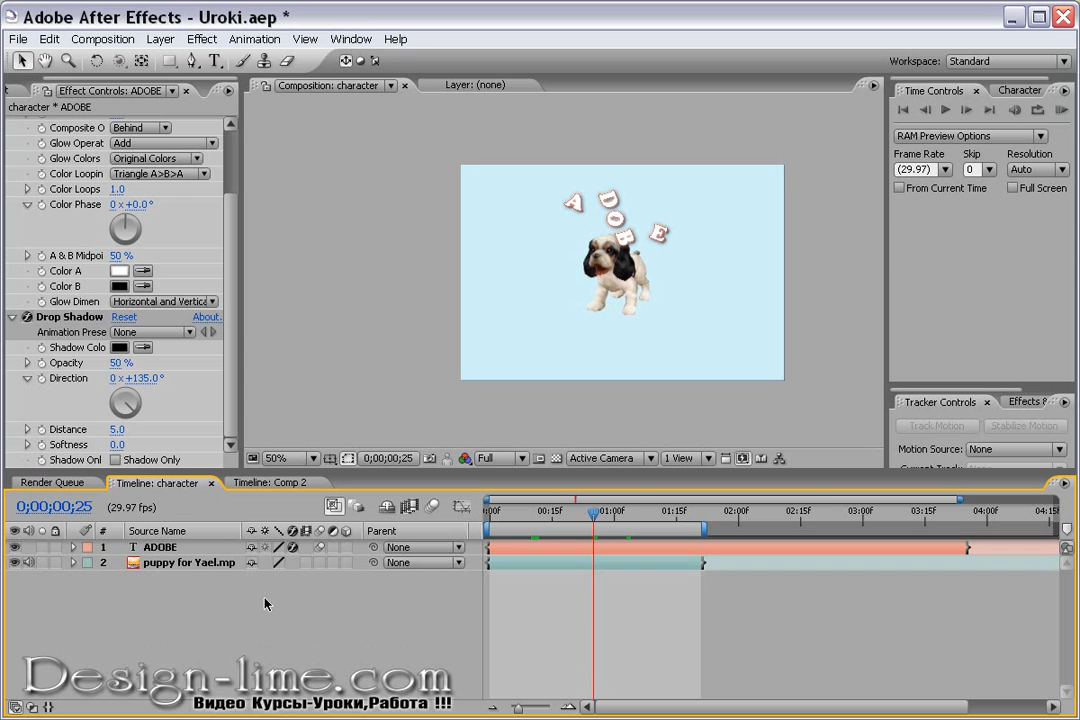 Adobe After Effects - Uroki.aep *
File Edit Composition Layer Effect Animation View Window Help
Workspace: Standard
Effect Controls: ADOBE
Composition: character
Layer: (none)
Time Controls
Character
character * ADOBE
Composite O Behind
Glow Operat Add
Glow Colors Original Colors
Color Loopin Triangle A>B>A
Color Loops 1.0
Color Phase 0 x +0.0°
A & B Midpoi 50 %
Color A
Color B
Glow Dimen Horizontal and Vertica
Drop Shadow Reset About.
Animation Prese None
Shadow Colo
Opacity 50 %
Direction 0 x +135.0°
Distance 5.0
Softness 0.0
Shadow Onl Shadow Only
A D O B E
RAM Preview Options
Frame Rate Skip Resolution
(29.97) 0 Auto
From Current Time Full Screen
Tracker Controls
Effects &
Track Motion Stabilize Motion
Motion Source: None
50% 0;00;00;25 Full Active Camera 1 View
Render Queue
Timeline: character
Timeline: Comp 2
0;00;00;25 (29.97 fps)
:00F 00:15F 01:00F 01:15F 02:00F 02:15F 03:00F 03:15F 04:00F 04:15
# Source Name Parent
1 T ADOBE None
2 puppy for Yael.mp None
Design-lime.com
Видео Курсы-Уроки,Работа !!!